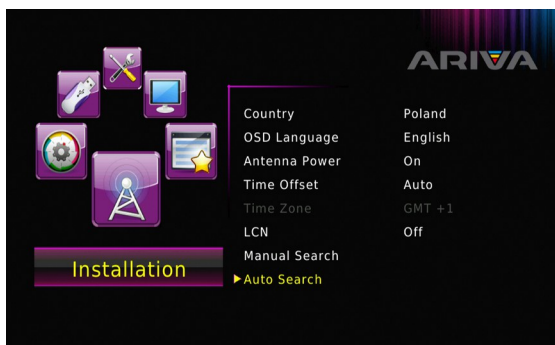 ARIVA
Country Poland
OSD Language English
Antenna Power On
Time Offset Auto
Time Zone GMT +1
LCN Off
Manual Search
Auto Search
Installation